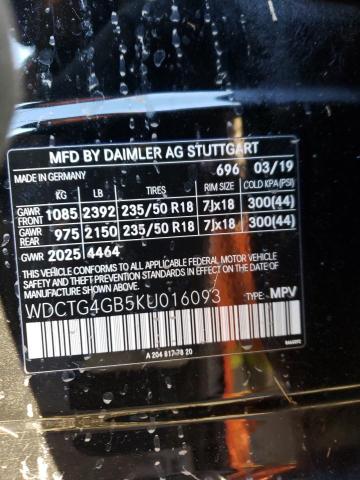 MFD BY DAIMLER AG STUTTGART
MADE IN GERMANY 696 03/19
KG LB TIRES RIM SIZE COLD KPA(PSI)
GAWR FRONT 1085 2392 235/50 R18 7Jx18 300(44)
GAWR REAR 975 2150 235/50 R18 7Jx18 300(44)
GWR 2025 4464
THIS VEHICLE CONFORMS TO ALL APPLICABLE FEDERAL
MOTOR VEHICLE SAFETY, BUMPER, AND
THEFT PREVENTION STANDARDS IN EFFECT ON THE DATE OF
MANUFACTURE SHOWN ABOVE.
WDCTG4GB5KU016093 TYPE: MPV
A 204 817 78 20